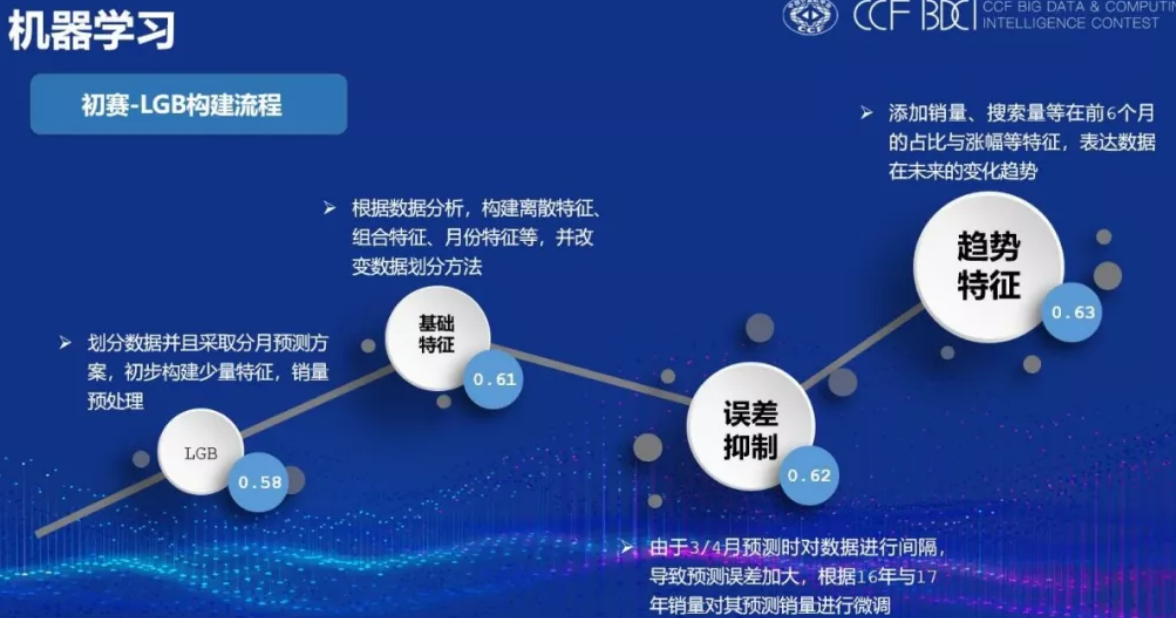 机器学习
CCF BDCI
CCF BIG DATA & COMPUTIN
INTELLIGENCE CONTEST
CCF
初赛-LGB构建流程
➢ 划分数据并且采取分月预测方
案，初步构建少量特征，销量
预处理
LGB
0.58
➢ 根据数据分析，构建离散特征、
组合特征、月份特征等，并改
变数据划分方法
基础
特征
0.61
误差
抑制
0.62
➢ 由于3/4月预测时对数据进行间隔，
导致预测误差加大，根据16年与17
年销量对其预测销量进行微调
➢ 添加销量、搜索量等在前6个月
的占比与涨幅等特征，表达数据
在未来的变化趋势
趋势
特征
0.63